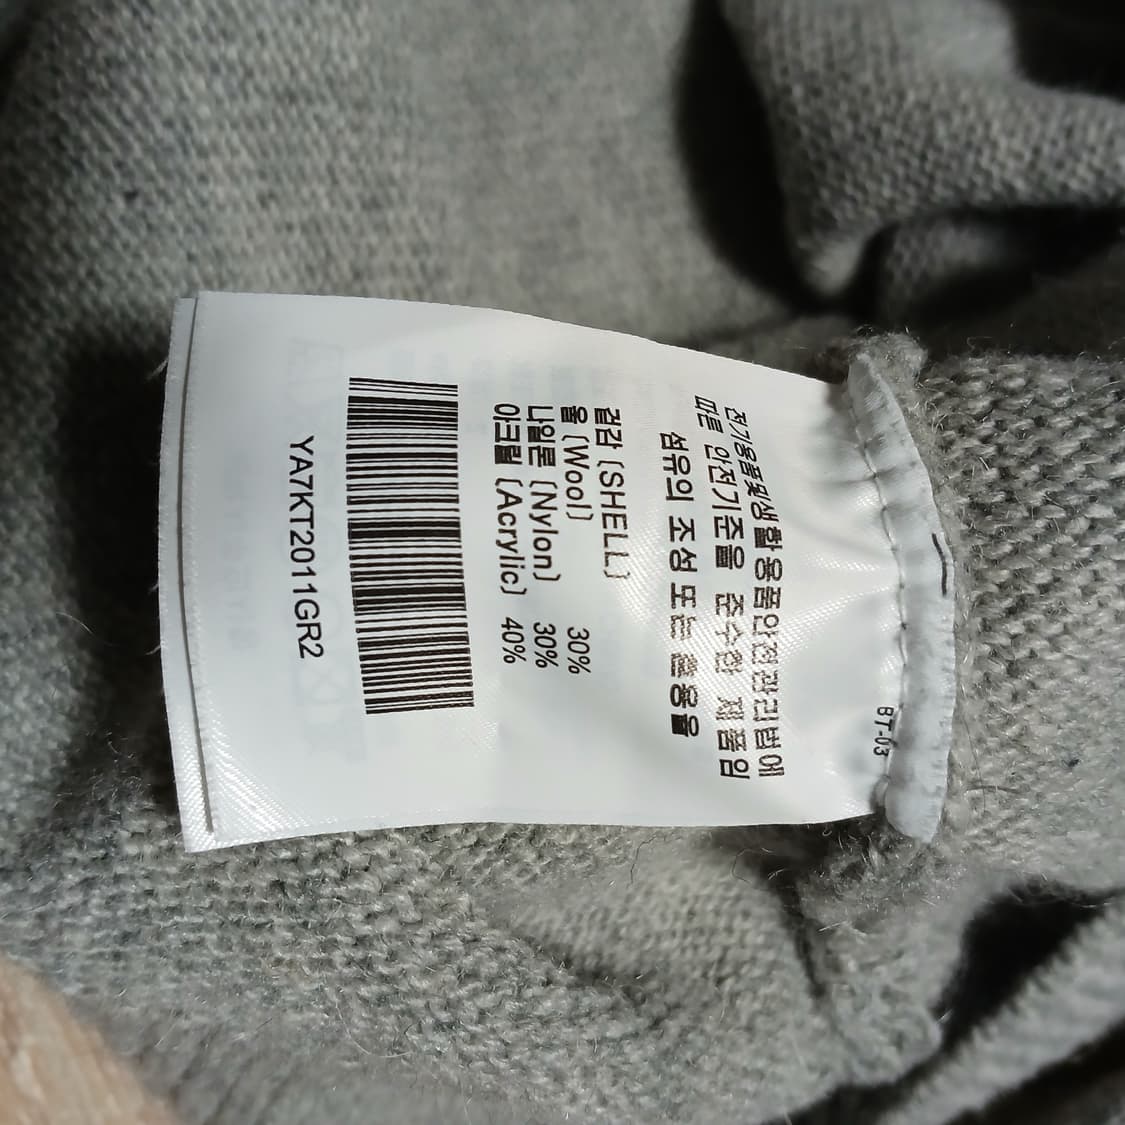 BT-03
전기용품및생활용품안전관리법에
따른 안전기준을 준수한 제품임
섬유의 조성 또는 혼용율
겉감 (SHELL)
울 (Wool) 30%
나일론 (Nylon) 30%
아크릴 (Acrylic) 40%
YA7KT2011GR2